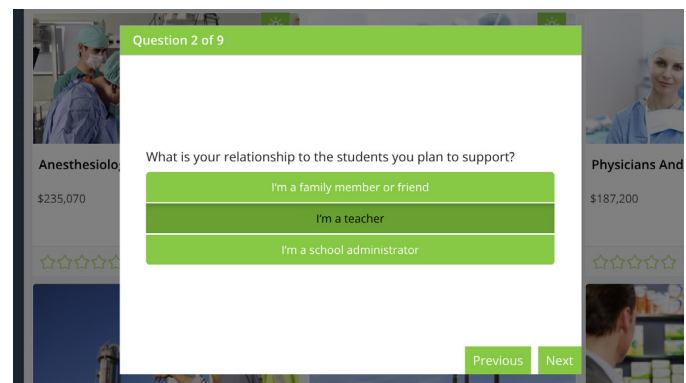 Question 2 of 9
What is your relationship to the students you plan to support?
I'm a family member or friend
I'm a teacher
I'm a school administrator
Previous Next
Physicians And
$235,070
$187,200